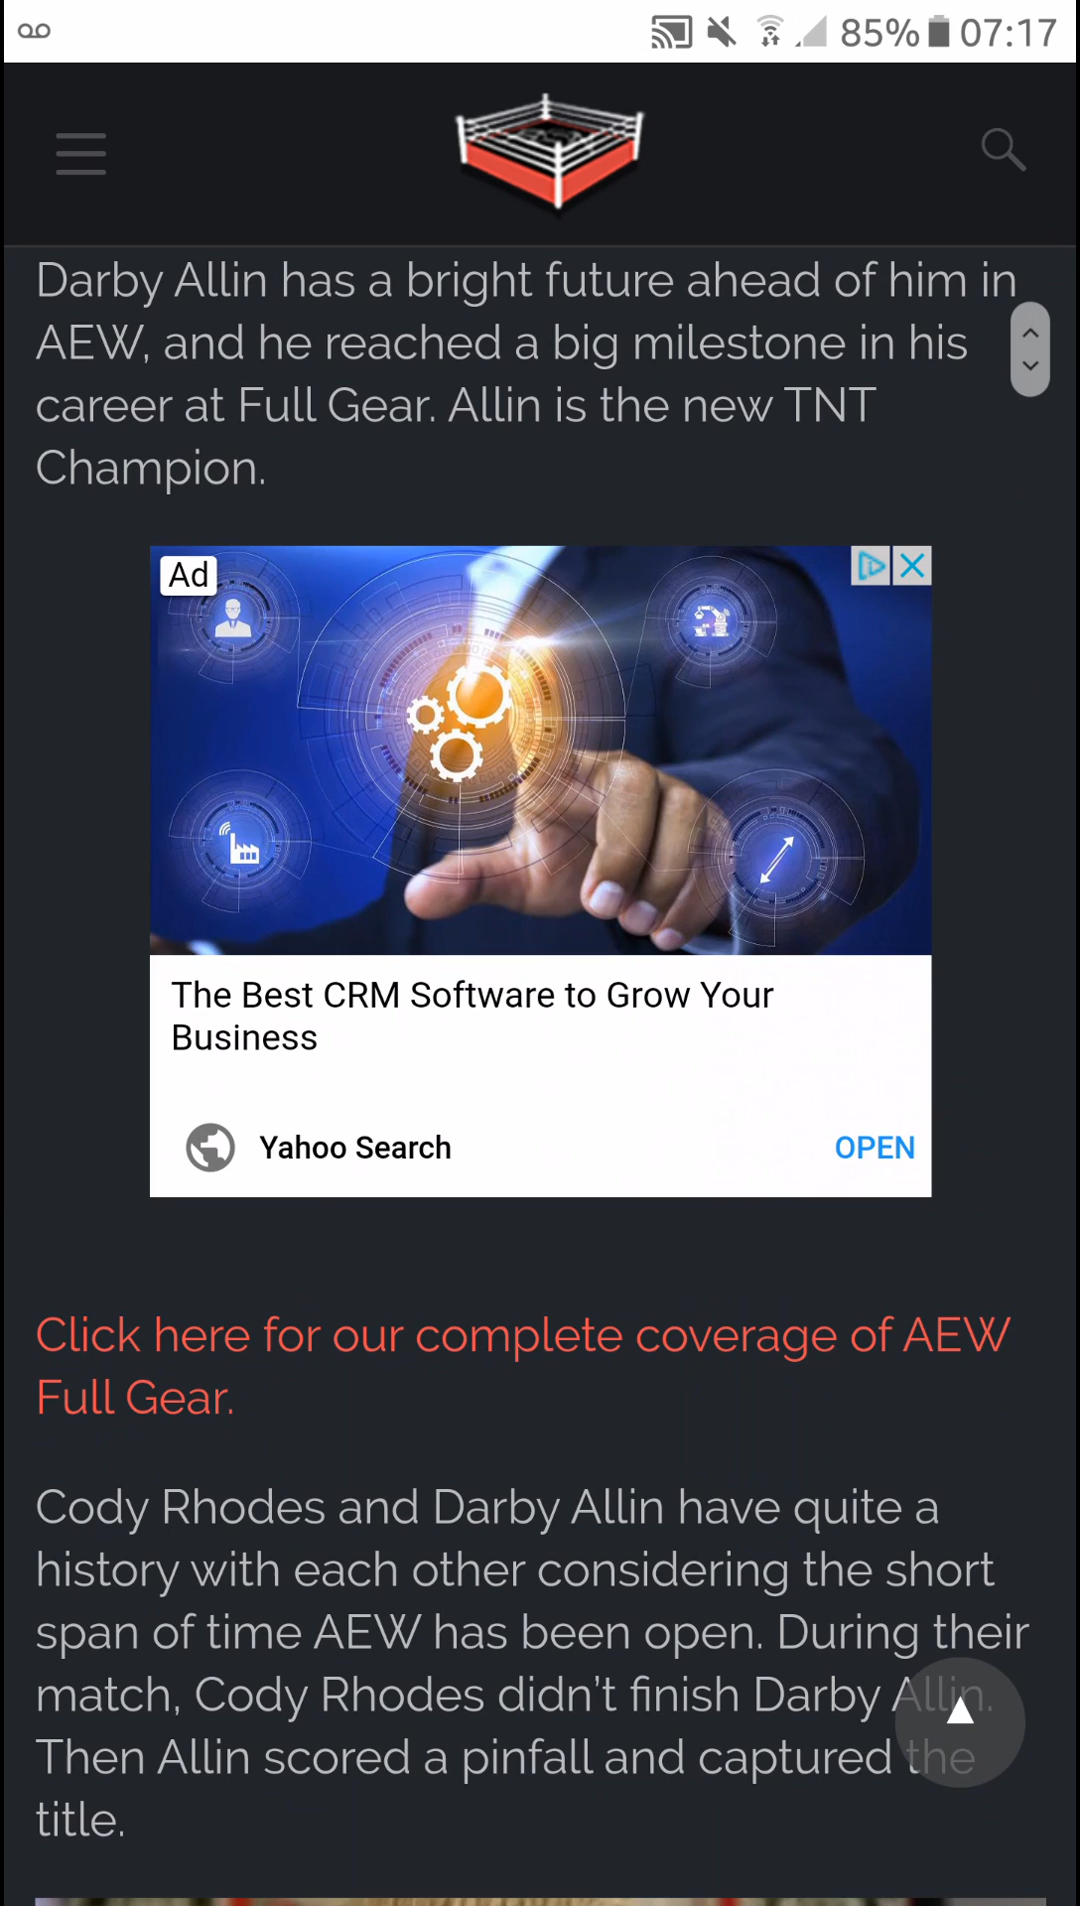 85% 07:17
Darby Allin has a bright future ahead of him in
AEW, and he reached a big milestone in his
career at Full Gear. Allin is the new TNT
Champion.
Ad
The Best CRM Software to Grow Your
Business
Yahoo Search OPEN
Click here for our complete coverage of AEW
Full Gear.
Cody Rhodes and Darby Allin have quite a
history with each other considering the short
span of time AEW has been open. During their
match, Cody Rhodes didn’t finish Darby Allin.
Then Allin scored a pinfall and captured the
title.